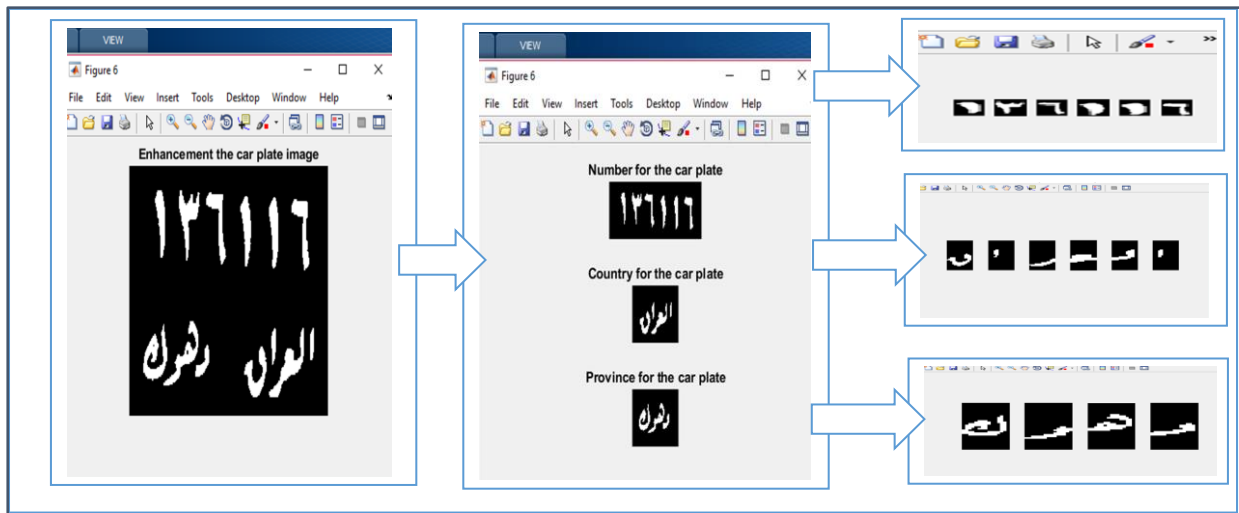 VIEW
Figure 6
File Edit View Insert Tools Desktop Window Help
Enhancement the car plate image
١٣٦١١٦
دهوك العراق
VIEW
Figure 6
File Edit View Insert Tools Desktop Window Help
Number for the car plate
١٣٦١١٦
Country for the car plate
العراق
Province for the car plate
دهوك